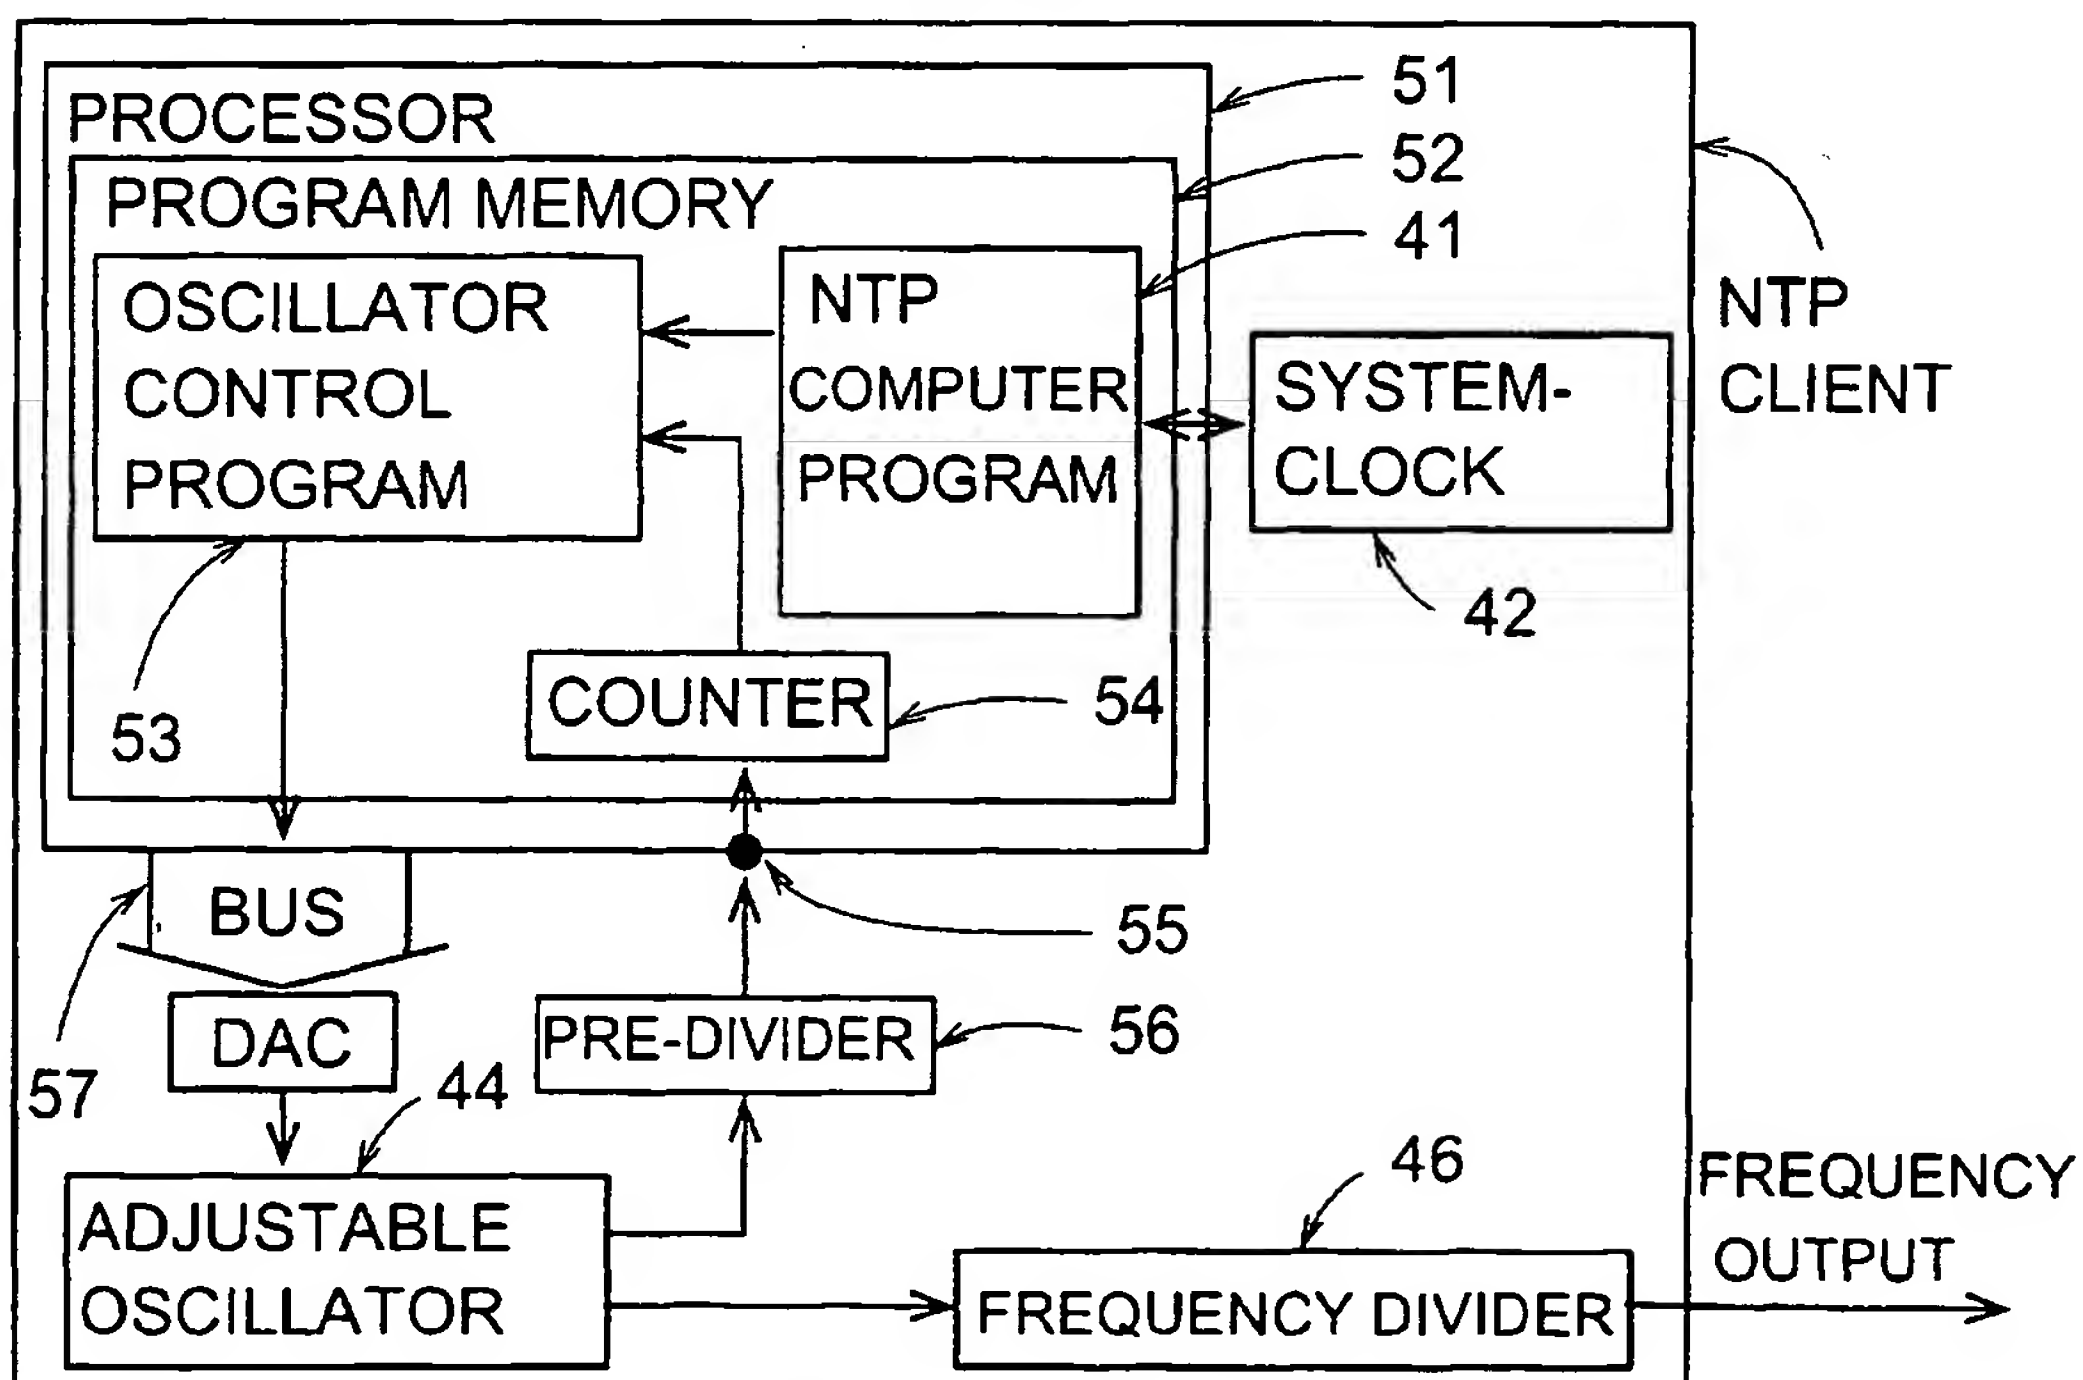 PROCESSOR
51
PROGRAM MEMORY
52
41
OSCILLATOR
CONTROL
PROGRAM
NTP
COMPUTER
PROGRAM
SYSTEM-
CLOCK
NTP
CLIENT
42
53
COUNTER
54
BUS
55
57
DAC
PRE-DIVIDER
56
44
ADJUSTABLE
OSCILLATOR
46
FREQUENCY DIVIDER
FREQUENCY
OUTPUT